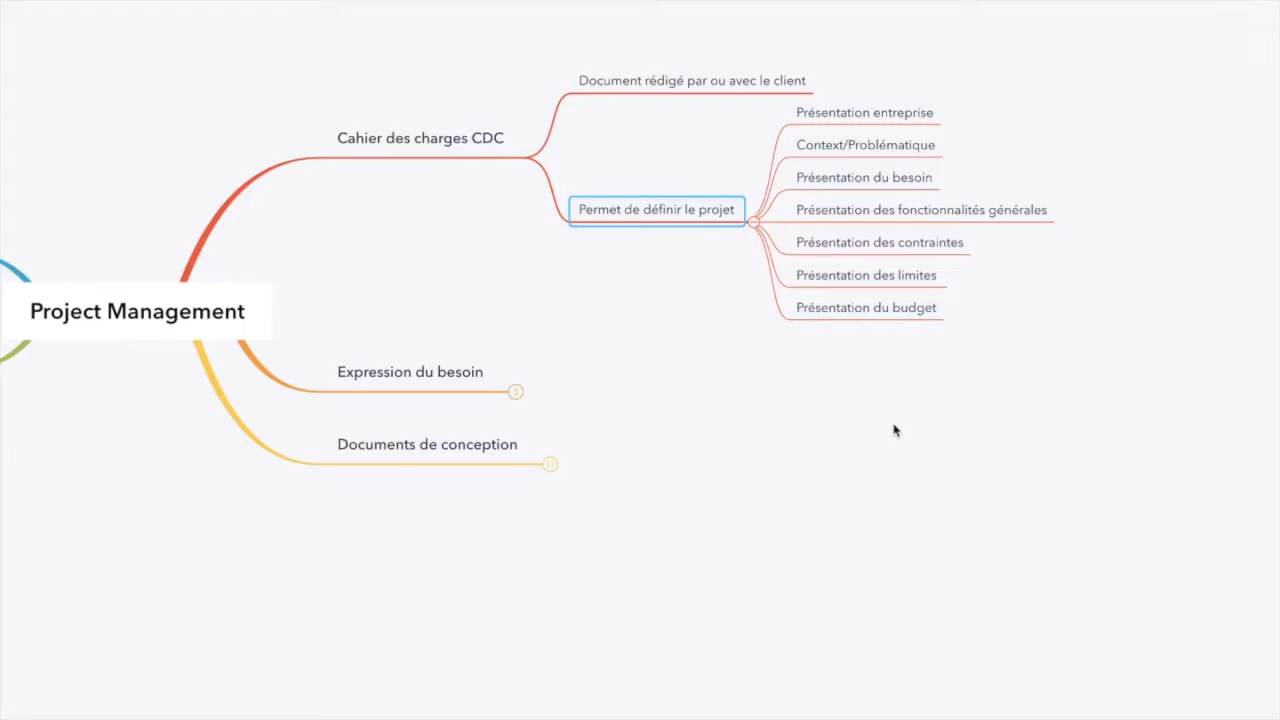 Document rédigé par ou avec le client
Cahier des charges CDC
Permet de définir le projet
Présentation entreprise
Context/Problématique
Présentation du besoin
Présentation des fonctionnalités générales
Présentation des contraintes
Présentation des limites
Présentation du budget
Project Management
Expression du besoin
3
Documents de conception